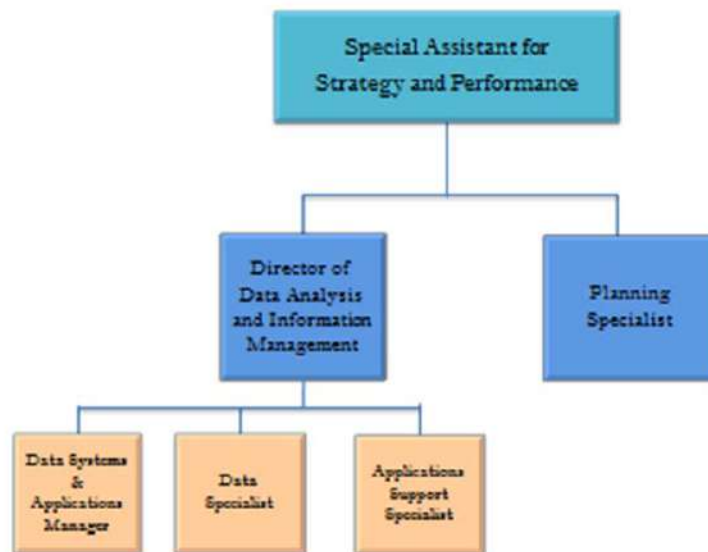 Special Assistant for
Strategy and Performance
Director of
Data Analysis
and Information
Management
Planning
Specialist
Data Systems
&
Applications
Manager
Data
Specialist
Applications
Support
Specialist